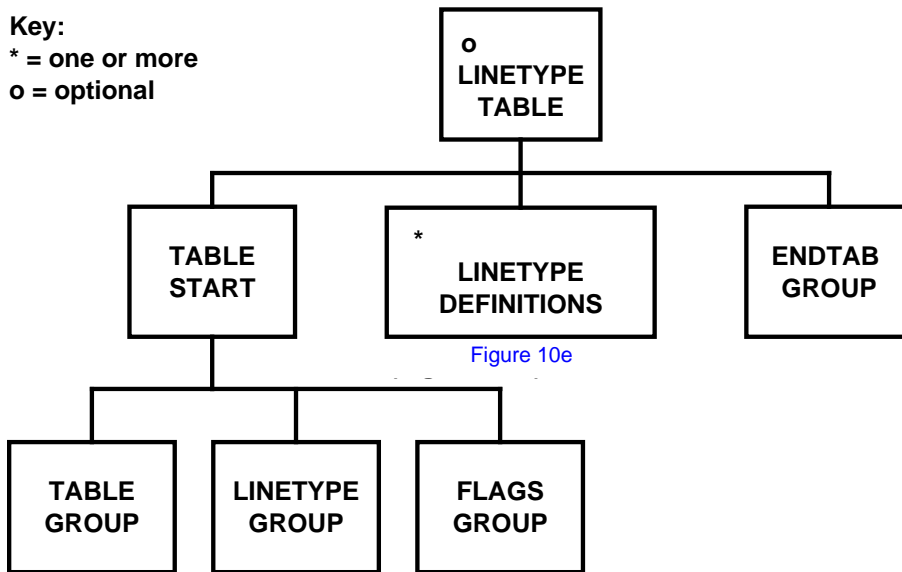 Key:
* = one or more
o = optional
o
LINETYPE
TABLE
TABLE
START
*
LINETYPE
DEFINITIONS
ENDTAB
GROUP
Figure 10e
TABLE
GROUP
LINETYPE
GROUP
FLAGS
GROUP